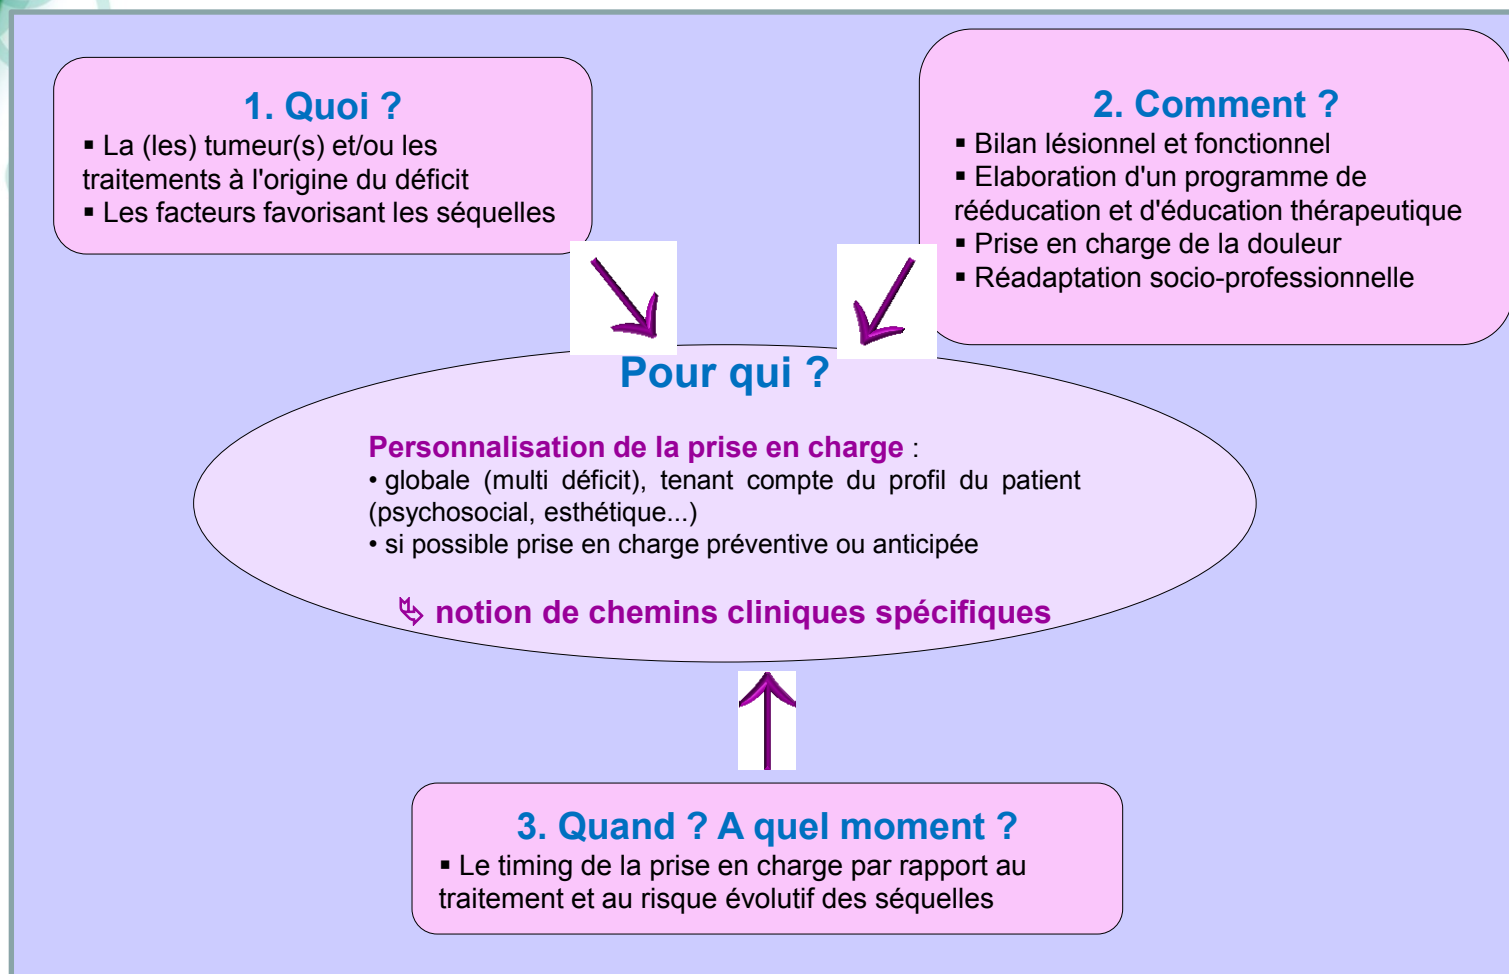 1. Quoi ?
▪ La (les) tumeur(s) et/ou les
traitements à l'origine du déficit
▪ Les facteurs favorisant les séquelles
2. Comment ?
▪ Bilan lésionnel et fonctionnel
▪ Elaboration d'un programme de
rééducation et d'éducation thérapeutique
▪ Prise en charge de la douleur
▪ Réadaptation socio-professionnelle
Pour qui ?
Personnalisation de la prise en charge :
• globale (multi déficit), tenant compte du profil du patient
(psychosocial, esthétique...)
• si possible prise en charge préventive ou anticipée
↳ notion de chemins cliniques spécifiques
3. Quand ? A quel moment ?
▪ Le timing de la prise en charge par rapport au
traitement et au risque évolutif des séquelles